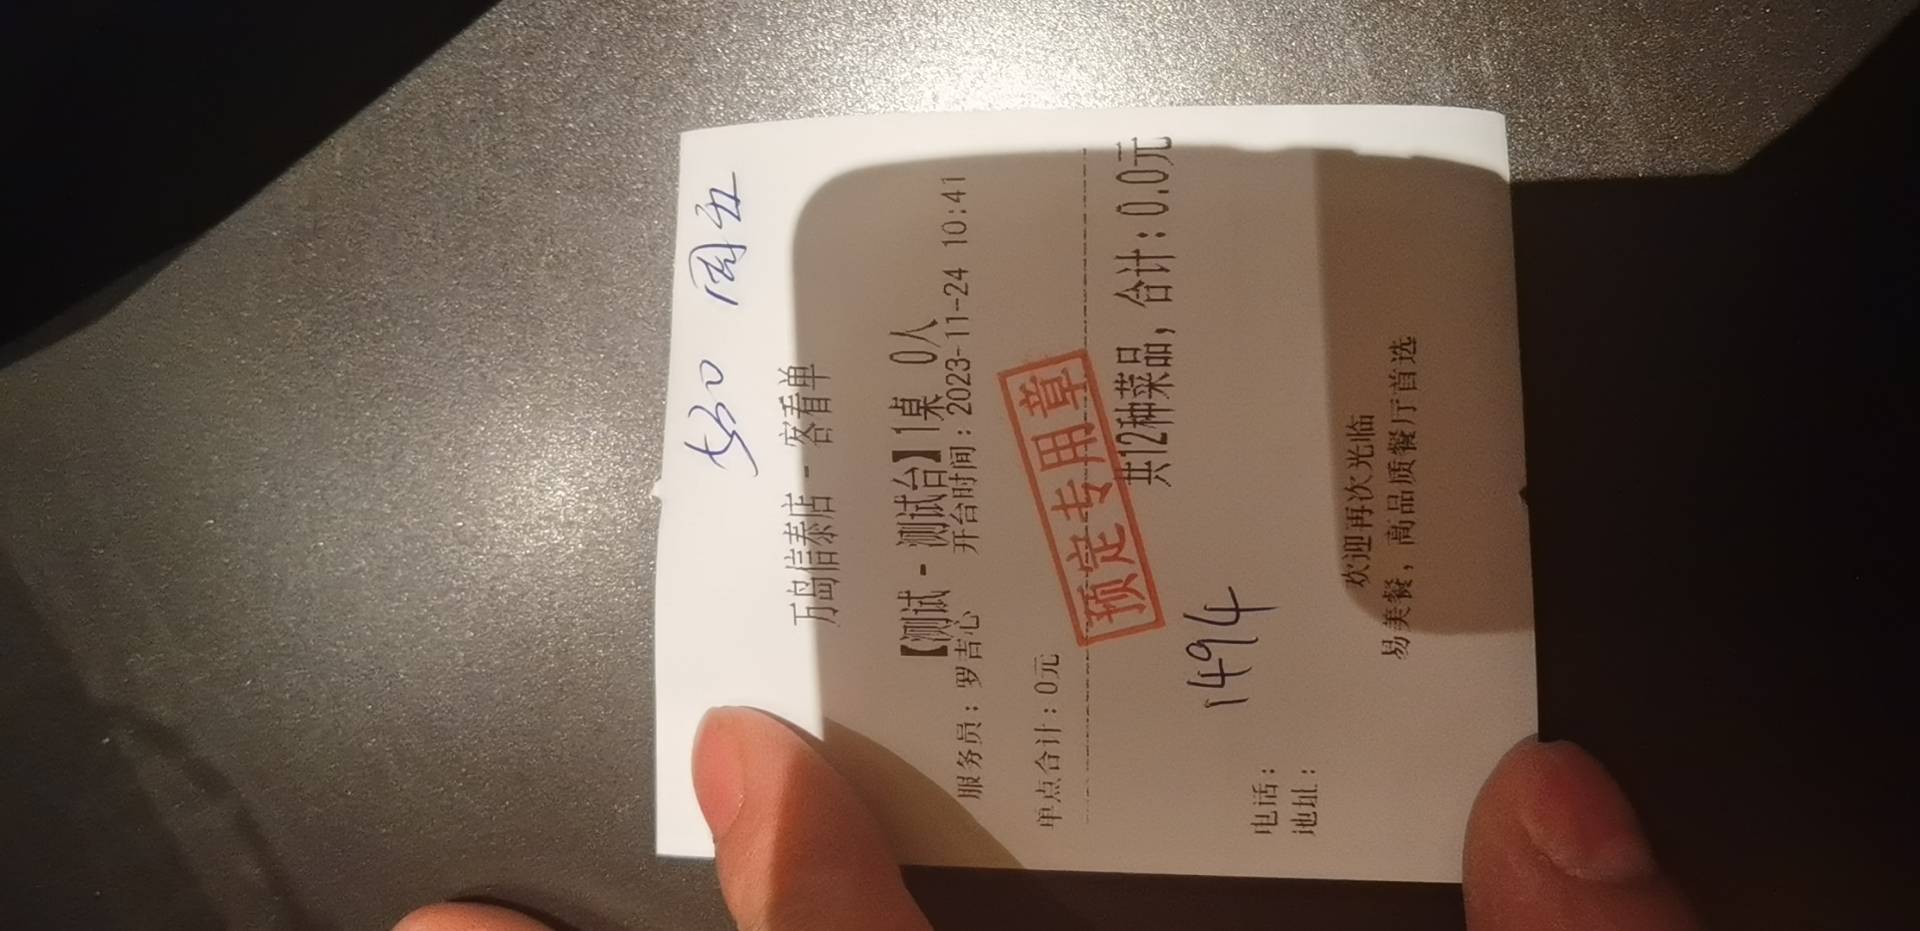 5:30 周五
万岛信泰店 - 客看单
【测试 - 测试台】1桌 0人
服务员：罗吉心 开台时间：2023-11-24 10:41
单点合计：0元
预定专用章
共12种菜品，合计：0.0元
1494
电话：
地址：
欢迎再次光临
易美餐，高品质餐厅首选